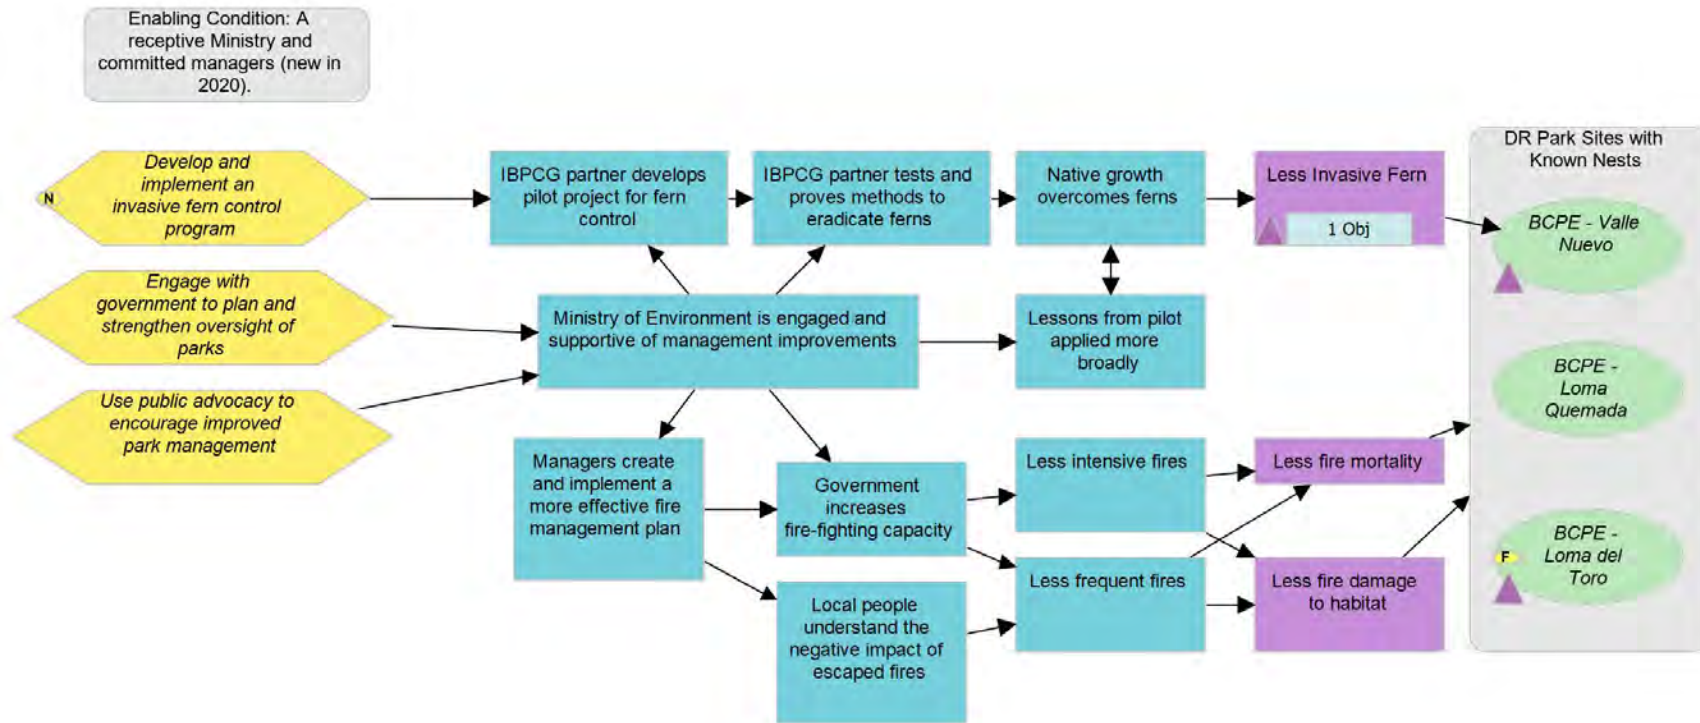 Enabling Condition: A
receptive Ministry and
committed managers (new in
2020).
N
Develop and
implement an
invasive fern control
program
IBPCG partner develops
pilot project for fern
control
IBPCG partner tests and
proves methods to
eradicate ferns
Native growth
overcomes ferns
Less Invasive Fern
1 Obj
DR Park Sites with
Known Nests
BCPE - Valle
Nuevo
Engage with
government to plan and
strengthen oversight of
parks
Ministry of Environment is engaged and
supportive of management improvements
Lessons from pilot
applied more
broadly
BCPE -
Loma
Quemada
Use public advocacy to
encourage improved
park management
Managers create
and implement a
more effective fire
management plan
Government
increases
fire-fighting capacity
Less intensive fires
Less fire mortality
Local people
understand the
negative impact of
escaped fires
Less frequent fires
Less fire damage
to habitat
F
BCPE -
Loma del
Toro